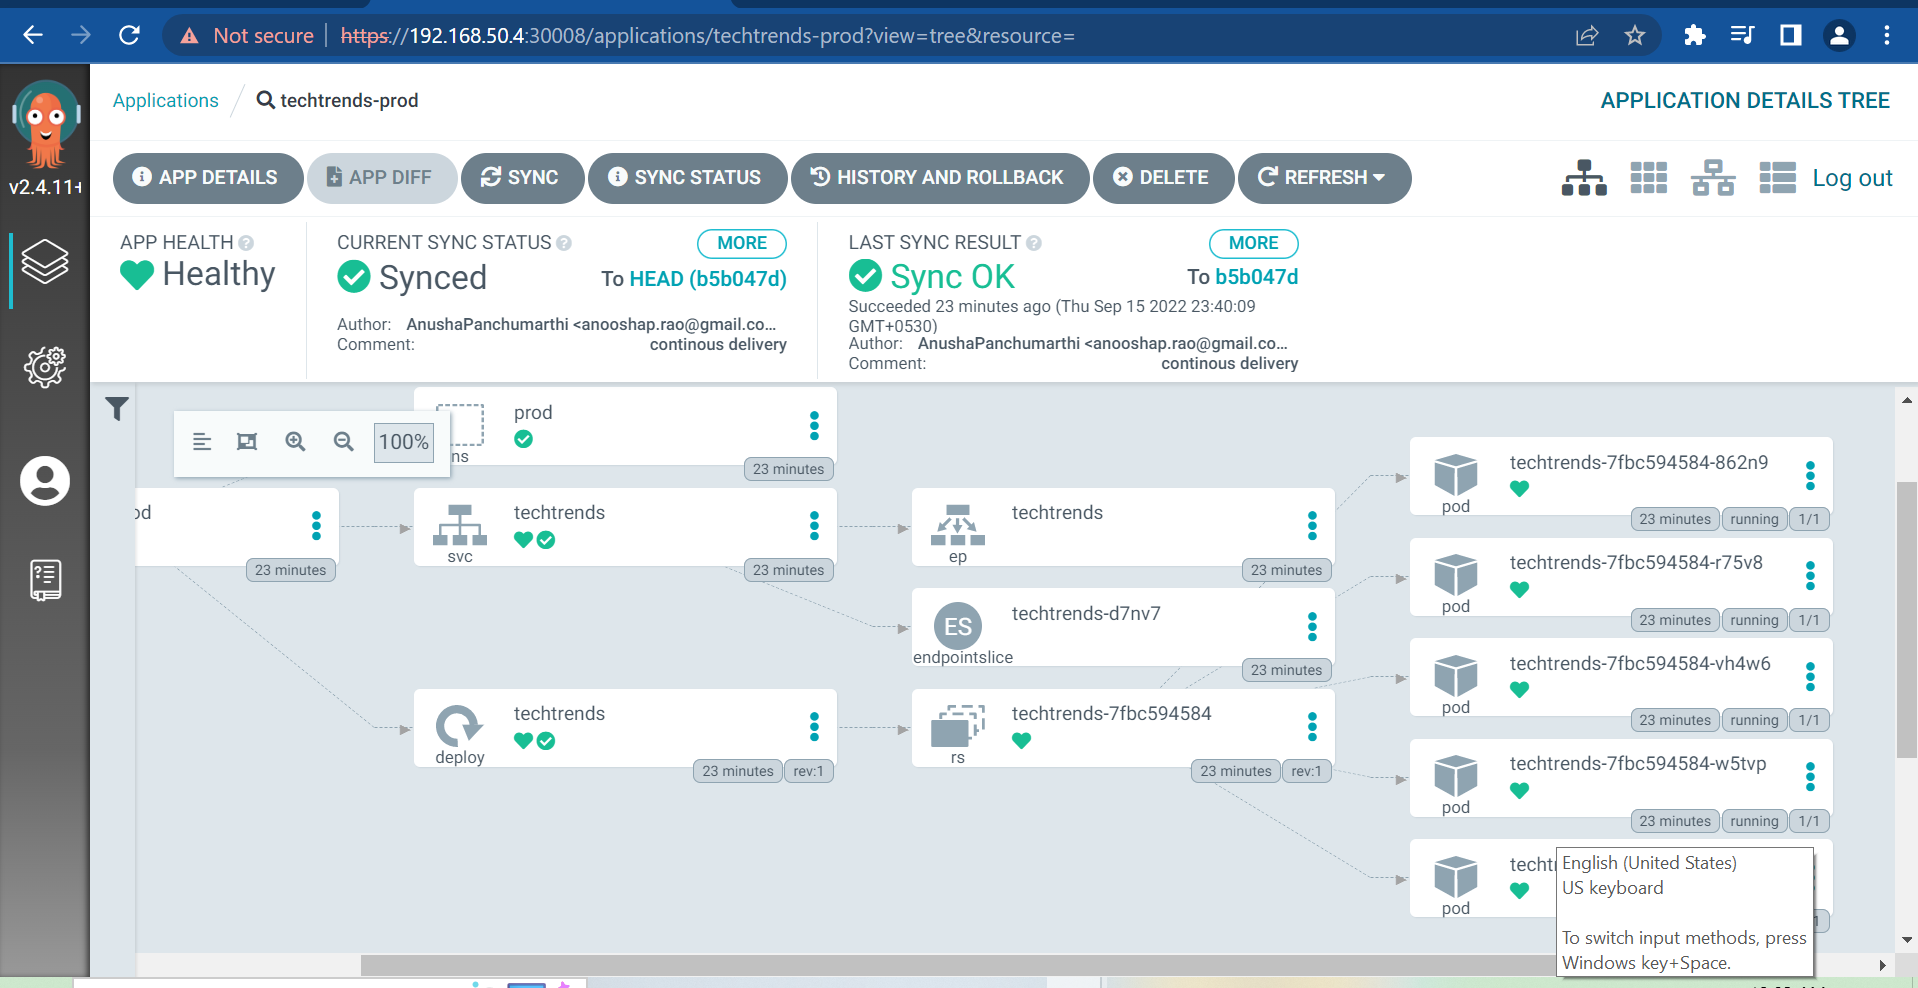 Not secure | https://192.168.50.4:30008/applications/techtrends-prod?view=tree&resource=
v2.4.11+
Applications / techtrends-prod
APPLICATION DETAILS TREE
APP DETAILS APP DIFF SYNC SYNC STATUS HISTORY AND ROLLBACK DELETE REFRESH
Log out
APP HEALTH
Healthy
CURRENT SYNC STATUS MORE
Synced To HEAD (b5b047d)
Author: AnushaPanchumarthi <anooshap.rao@gmail.co...
Comment: continous delivery
LAST SYNC RESULT MORE
Sync OK To b5b047d
Succeeded 23 minutes ago (Thu Sep 15 2022 23:40:09
GMT+0530)
Author: AnushaPanchumarthi <anooshap.rao@gmail.co...
Comment: continous delivery
100%
prod
ns
23 minutes
od
23 minutes
techtrends
svc
23 minutes
techtrends
deploy
23 minutes rev:1
techtrends
ep
23 minutes
ES
techtrends-d7nv7
endpointslice
23 minutes
techtrends-7fbc594584
rs
23 minutes rev:1
techtrends-7fbc594584-862n9
pod
23 minutes running 1/1
techtrends-7fbc594584-r75v8
pod
23 minutes running 1/1
techtrends-7fbc594584-vh4w6
pod
23 minutes running 1/1
techtrends-7fbc594584-w5tvp
pod
23 minutes running 1/1
techt
pod
English (United States)
US keyboard
To switch input methods, press
Windows key+Space.